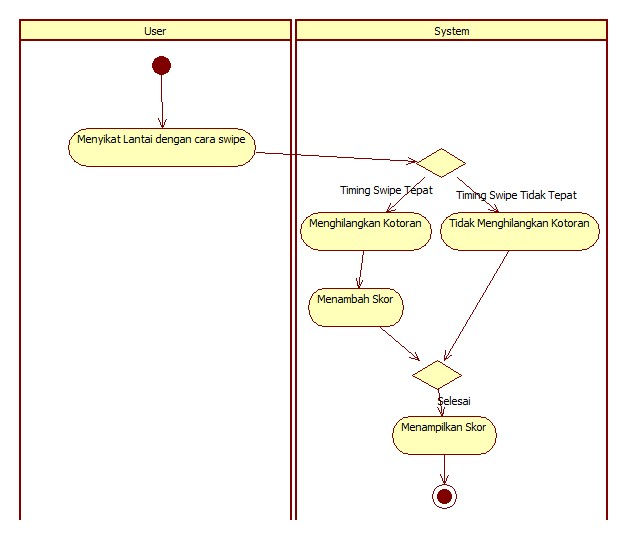 User
System
Menyikat Lantai dengan cara swipe
Timing Swipe Tepat
Timing Swipe Tidak Tepat
Menghilangkan Kotoran
Tidak Menghilangkan Kotoran
Menambah Skor
Selesai
Menampilkan Skor